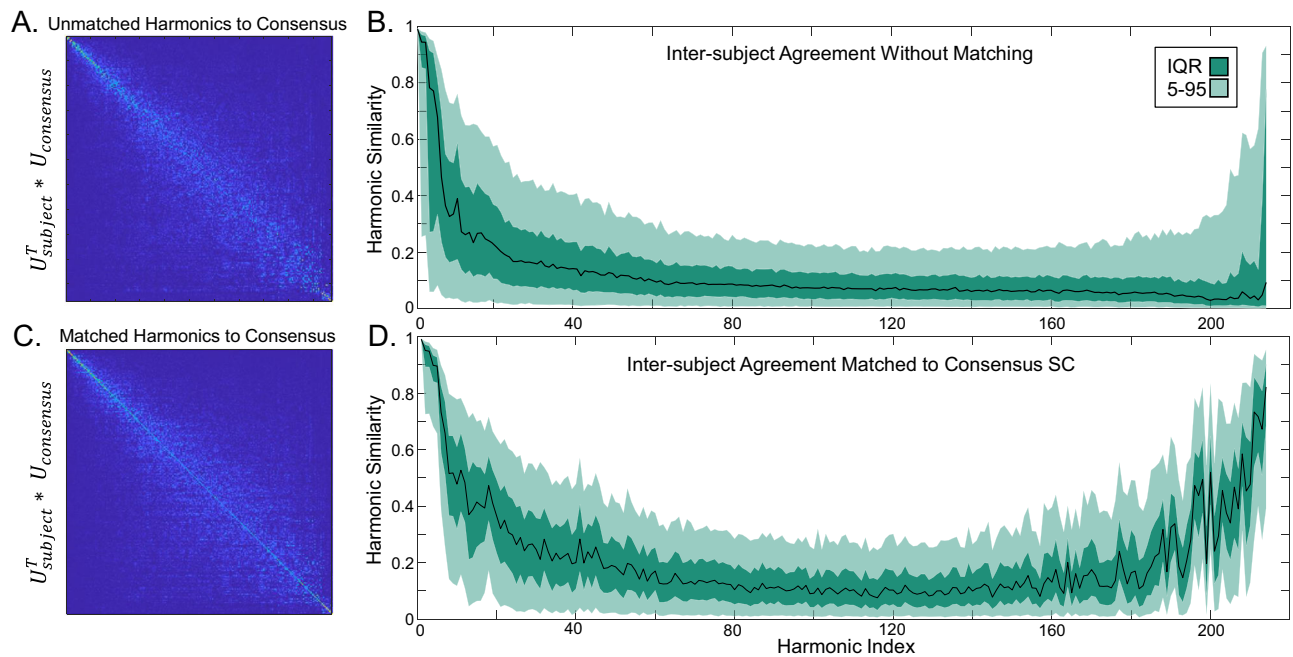 A. Unmatched Harmonics to Consensus
U^T_subject * U_consensus
B.
Inter-subject Agreement Without Matching
IQR
5-95
Harmonic Similarity
1
0.8
0.6
0.4
0.2
0
0 40 80 120 160 200
C. Matched Harmonics to Consensus
U^T_subject * U_consensus
D.
Inter-subject Agreement Matched to Consensus SC
Harmonic Similarity
1
0.8
0.6
0.4
0.2
0
0 40 80 120 160 200
Harmonic Index